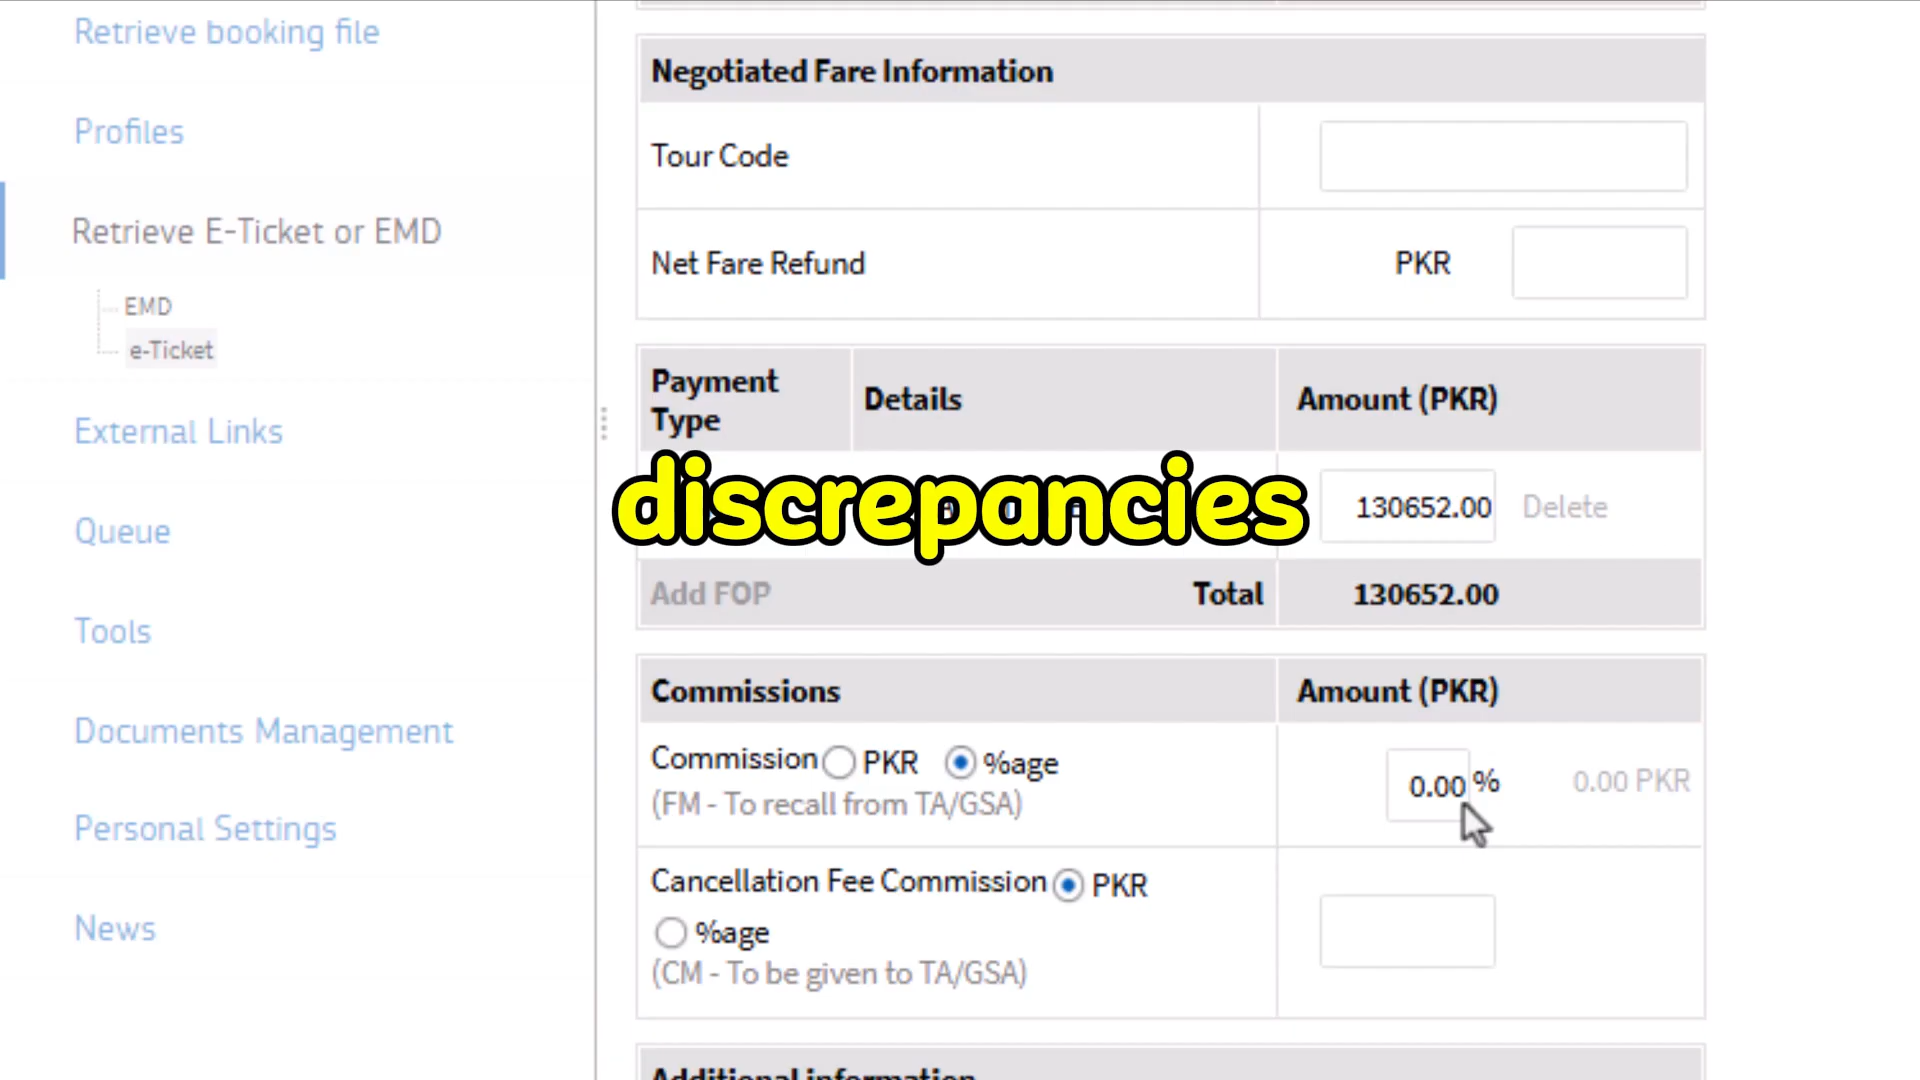 Retrieve booking file
Profiles
Retrieve E-Ticket or EMD
EMD
e-Ticket
External Links
Queue
Tools
Documents Management
Personal Settings
News
Negotiated Fare Information
Tour Code
Net Fare Refund PKR
Payment Type Details Amount (PKR)
discrepancies
130652.00 Delete
Add FOP Total 130652.00
Commissions Amount (PKR)
Commission PKR %age 0.00 % 0.00 PKR
(FM - To recall from TA/GSA)
Cancellation Fee Commission PKR
%age
(CM - To be given to TA/GSA)
Additional information